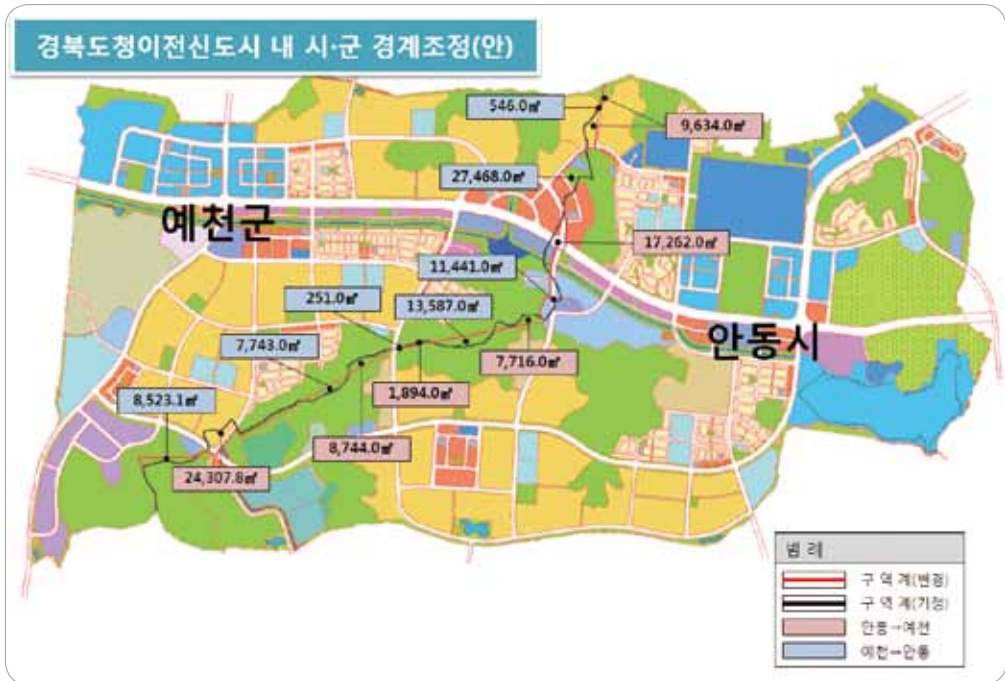 경북도청이전신도시 내 시·군 경계조정(안)
546.0㎡
9,634.0㎡
27,468.0㎡
예천군
17,262.0㎡
11,441.0㎡
251.0㎡
13,587.0㎡
안동시
7,743.0㎡
7,716.0㎡
8,523.1㎡
1,894.0㎡
8,744.0㎡
24,307.8㎡
범 례
구 역 계(변경)
구 역 계(기정)
안동→예천
예천→안동